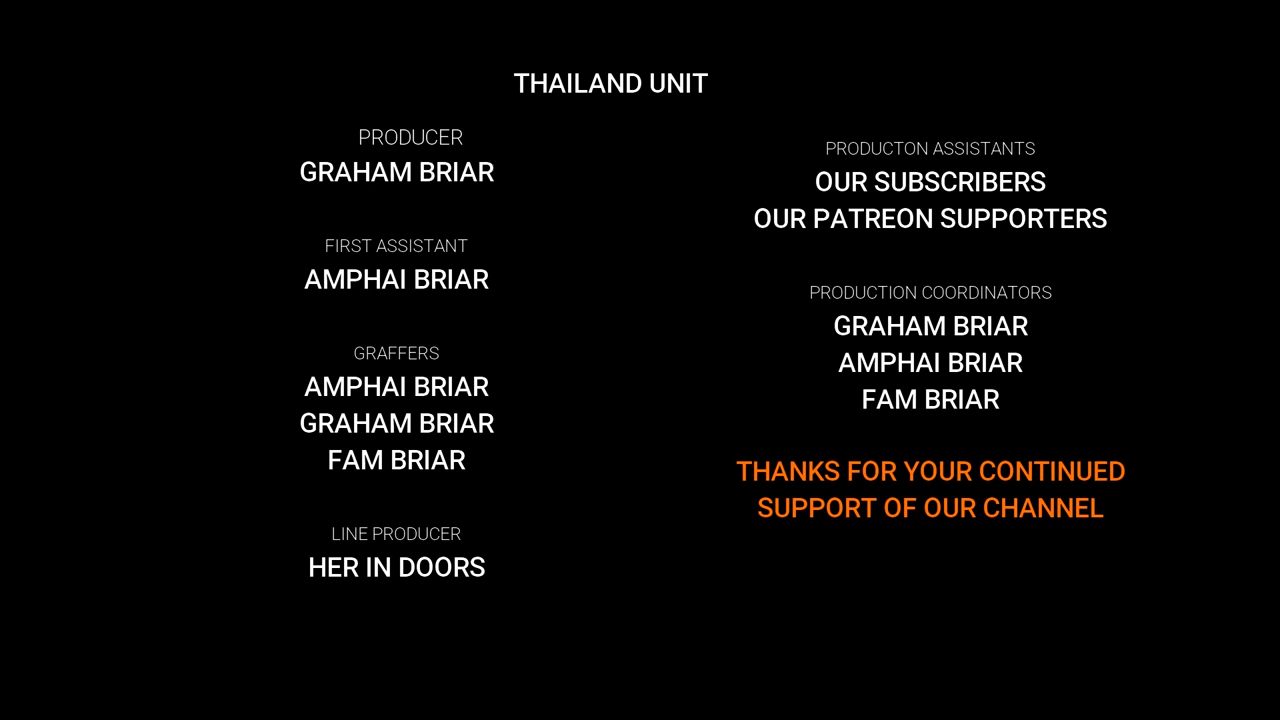 THAILAND UNIT
PRODUCER
GRAHAM BRIAR
FIRST ASSISTANT
AMPHAI BRIAR
GRAFFERS
AMPHAI BRIAR
GRAHAM BRIAR
FAM BRIAR
LINE PRODUCER
HER IN DOORS
PRODUCTON ASSISTANTS
OUR SUBSCRIBERS
OUR PATREON SUPPORTERS
PRODUCTION COORDINATORS
GRAHAM BRIAR
AMPHAI BRIAR
FAM BRIAR
THANKS FOR YOUR CONTINUED
SUPPORT OF OUR CHANNEL